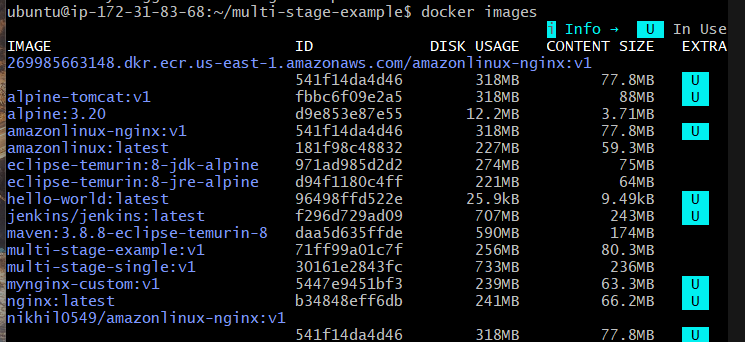 ubuntu@ip-172-31-83-68:~/multi-stage-example$ docker images
i Info → U In Use
IMAGE ID DISK USAGE CONTENT SIZE EXTRA
269985663148.dkr.ecr.us-east-1.amazonaws.com/amazonlinux-nginx:v1
541f14da4d46 318MB 77.8MB U
alpine-tomcat:v1 fbbc6f09e2a5 318MB 88MB U
alpine:3.20 d9e853e87e55 12.2MB 3.71MB
amazonlinux-nginx:v1 541f14da4d46 318MB 77.8MB U
amazonlinux:latest 181f98c48832 227MB 59.3MB
eclipse-temurin:8-jdk-alpine 971ad985d2d2 274MB 75MB
eclipse-temurin:8-jre-alpine d94f1180c4ff 221MB 64MB
hello-world:latest 96498ffd522e 25.9kB 9.49kB U
jenkins/jenkins:latest f296d729ad09 707MB 243MB U
maven:3.8.8-eclipse-temurin-8 daa5d635ffde 590MB 174MB
multi-stage-example:v1 71ff99a01c7f 256MB 80.3MB
multi-stage-single:v1 30161e2843fc 733MB 236MB
mynginx-custom:v1 5447e9451bf3 239MB 63.3MB U
nginx:latest b34848eff6db 241MB 66.2MB U
nikhil0549/amazonlinux-nginx:v1
541f14da4d46 318MB 77.8MB U